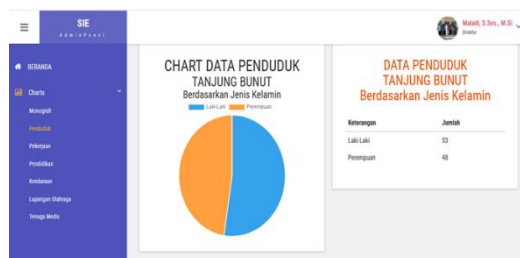 SIE
AdminPanel
Maladi, S.Sos., M.Si
Direktur
BERANDA
Charts
Monografi
Penduduk
Pekerjaan
Pendidikan
Kendaraan
Lapangan Olahraga
Tenaga Medis
CHART DATA PENDUDUK
TANJUNG BUNUT
Berdasarkan Jenis Kelamin
Laki-Laki Perempuan
DATA PENDUDUK
TANJUNG BUNUT
Berdasarkan Jenis Kelamin
Keterangan Jumlah
Laki-Laki 53
Perempuan 48